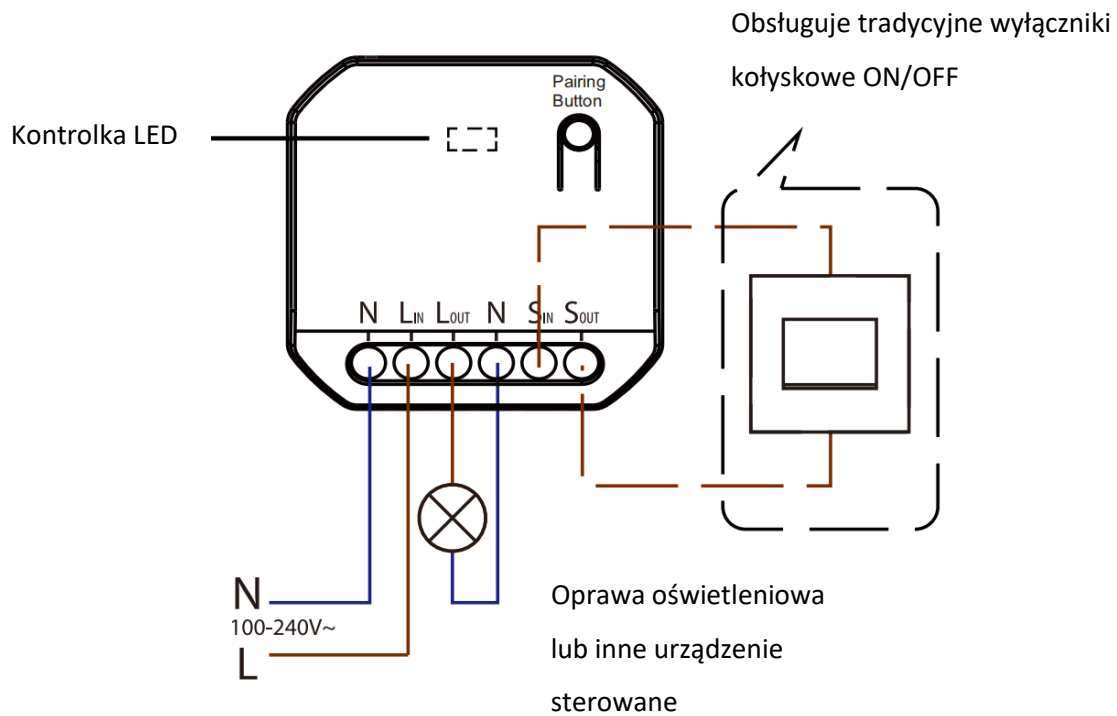 Obsługuje tradycyjne wyłączniki
kołyskowe ON/OFF
Pairing
Button
Kontrolka LED
N LIN LOUT N SIN SOUT
N
100-240V~
L
Oprawa oświetleniowa
lub inne urządzenie
sterowane